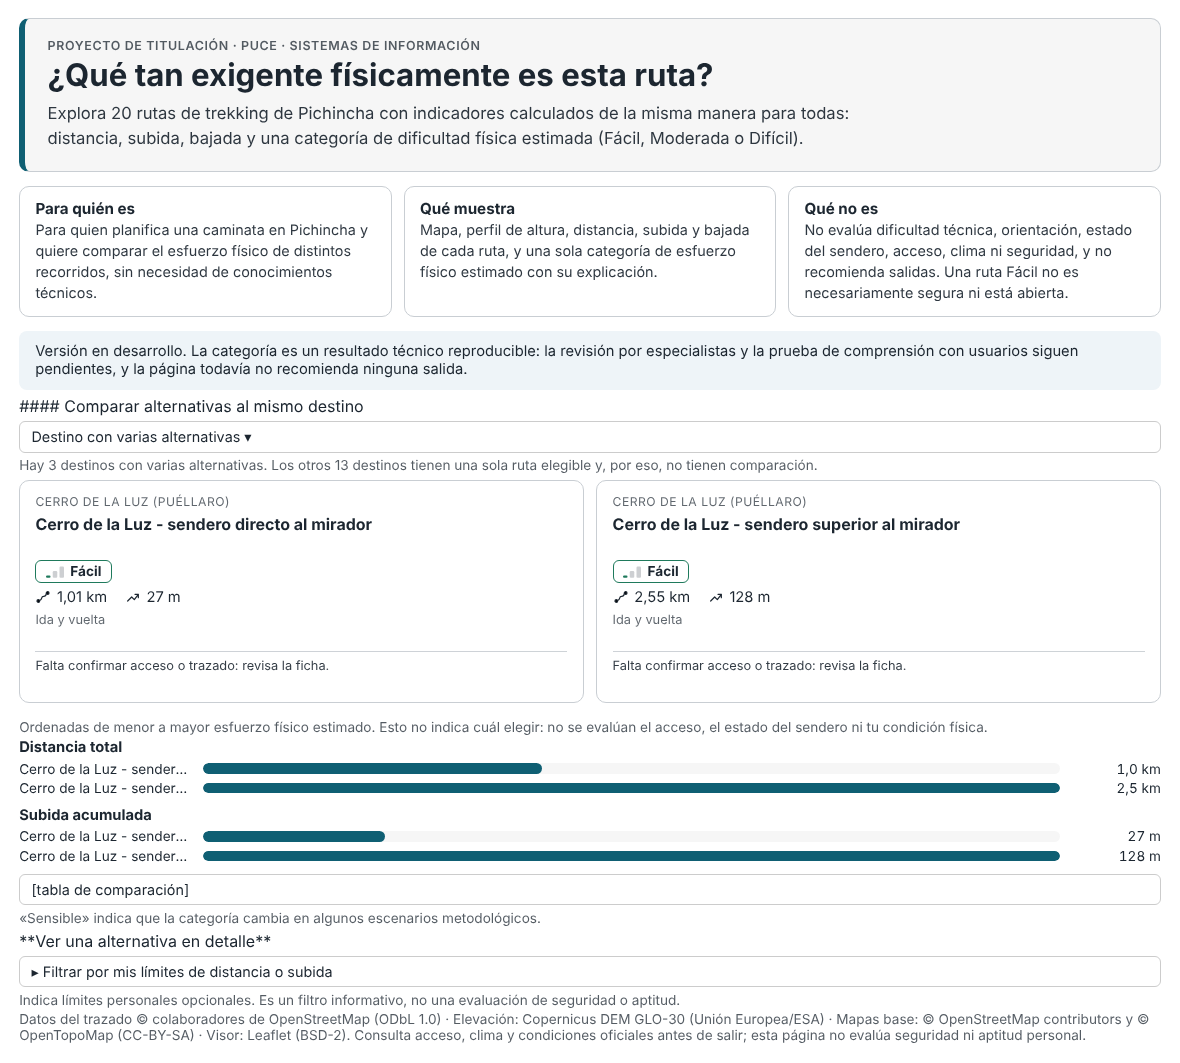 PROYECTO DE TITULACIÓN · PUCE · SISTEMAS DE INFORMACIÓN
¿Qué tan exigente físicamente es esta ruta?
Explora 20 rutas de trekking de Pichincha con indicadores calculados de la misma manera para todas:
distancia, subida, bajada y una categoría de dificultad física estimada (Fácil, Moderada o Difícil).
Para quién es
Para quien planifica una caminata en Pichincha y
quiere comparar el esfuerzo físico de distintos
recorridos, sin necesidad de conocimientos
técnicos.
Qué muestra
Mapa, perfil de altura, distancia, subida y bajada
de cada ruta, y una sola categoría de esfuerzo
físico estimado con su explicación.
Qué no es
No evalúa dificultad técnica, orientación, estado
del sendero, acceso, clima ni seguridad, y no
recomienda salidas. Una ruta Fácil no es
necesariamente segura ni está abierta.
Versión en desarrollo. La categoría es un resultado técnico reproducible: la revisión por especialistas y la prueba de comprensión con usuarios siguen
pendientes, y la página todavía no recomienda ninguna salida.
#### Comparar alternativas al mismo destino
Destino con varias alternativas ▾
Hay 3 destinos con varias alternativas. Los otros 13 destinos tienen una sola ruta elegible y, por eso, no tienen comparación.
CERRO DE LA LUZ (PUÉLLARO)
Cerro de la Luz - sendero directo al mirador
Fácil
1,01 km 27 m
Ida y vuelta
Falta confirmar acceso o trazado: revisa la ficha.
CERRO DE LA LUZ (PUÉLLARO)
Cerro de la Luz - sendero superior al mirador
Fácil
2,55 km 128 m
Ida y vuelta
Falta confirmar acceso o trazado: revisa la ficha.
Ordenadas de menor a mayor esfuerzo físico estimado. Esto no indica cuál elegir: no se evalúan el acceso, el estado del sendero ni tu condición física.
Distancia total
Cerro de la Luz - sender... 1,0 km
Cerro de la Luz - sender... 2,5 km
Subida acumulada
Cerro de la Luz - sender... 27 m
Cerro de la Luz - sender... 128 m
[tabla de comparación]
«Sensible» indica que la categoría cambia en algunos escenarios metodológicos.
**Ver una alternativa en detalle**
▸ Filtrar por mis límites de distancia o subida
Indica límites personales opcionales. Es un filtro informativo, no una evaluación de seguridad o aptitud.
Datos del trazado © colaboradores de OpenStreetMap (ODbL 1.0) · Elevación: Copernicus DEM GLO-30 (Unión Europea/ESA) · Mapas base: © OpenStreetMap contributors y ©
OpenTopoMap (CC-BY-SA) · Visor: Leaflet (BSD-2). Consulta acceso, clima y condiciones oficiales antes de salir; esta página no evalúa seguridad ni aptitud personal.